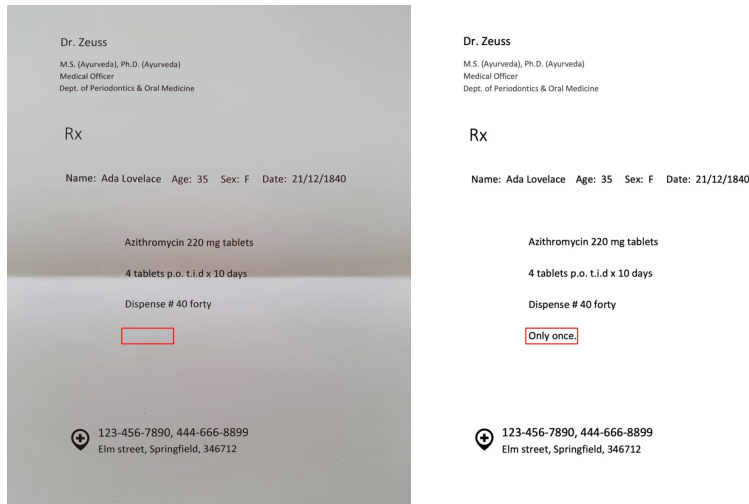 Dr. Zeuss
M.S. (Ayurveda), Ph.D. (Ayurveda)
Medical Officer
Dept. of Periodontics & Oral Medicine
Rx
Name: Ada Lovelace Age: 35 Sex: F Date: 21/12/1840
Azithromycin 220 mg tablets
4 tablets p.o. t.i.d x 10 days
Dispense # 40 forty
123-456-7890, 444-666-8899
Elm street, Springfield, 346712
Dr. Zeuss
M.S. (Ayurveda), Ph.D. (Ayurveda)
Medical Officer
Dept. of Periodontics & Oral Medicine
Rx
Name: Ada Lovelace Age: 35 Sex: F Date: 21/12/1840
Azithromycin 220 mg tablets
4 tablets p.o. t.i.d x 10 days
Dispense # 40 forty
Only once.
123-456-7890, 444-666-8899
Elm street, Springfield, 346712